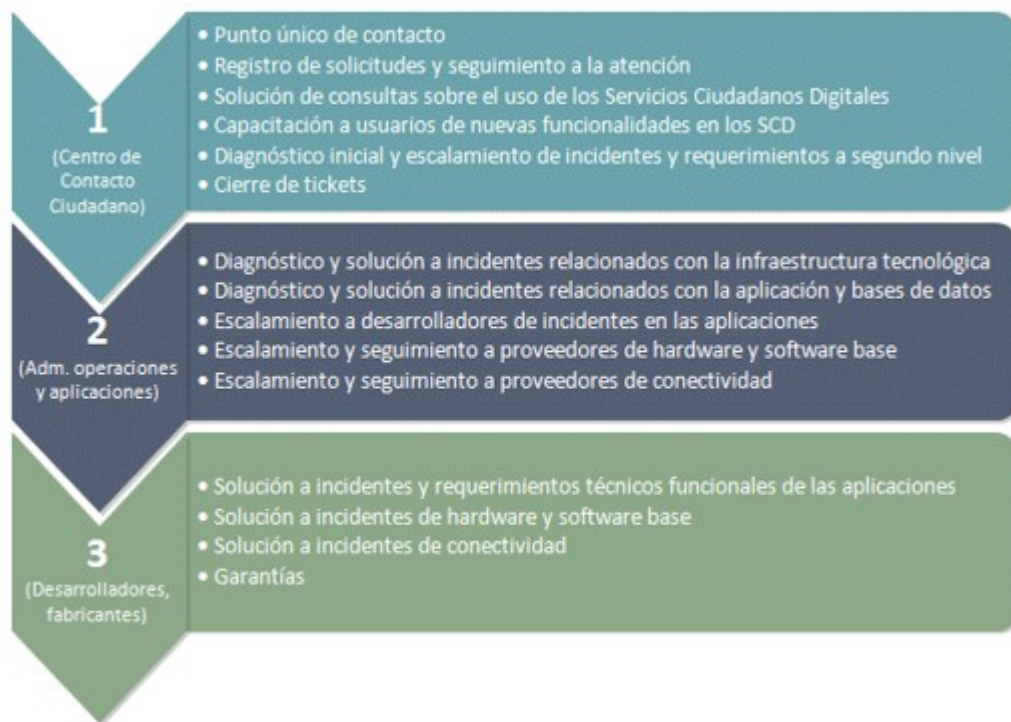 1
(Centro de
Contacto
Ciudadano)
• Punto único de contacto
• Registro de solicitudes y seguimiento a la atención
• Solución de consultas sobre el uso de los Servicios Ciudadanos Digitales
• Capacitación a usuarios de nuevas funcionalidades en los SCD
• Diagnóstico inicial y escalamiento de incidentes y requerimientos a segundo nivel
• Cierre de tickets
2
(Adm. operaciones
y aplicaciones)
• Diagnóstico y solución a incidentes relacionados con la infraestructura tecnológica
• Diagnóstico y solución a incidentes relacionados con la aplicación y bases de datos
• Escalamiento a desarrolladores de incidentes en las aplicaciones
• Escalamiento y seguimiento a proveedores de hardware y software base
• Escalamiento y seguimiento a proveedores de conectividad
3
(Desarrolladores,
fabricantes)
• Solución a incidentes y requerimientos técnicos funcionales de las aplicaciones
• Solución a incidentes de hardware y software base
• Solución a incidentes de conectividad
• Garantías